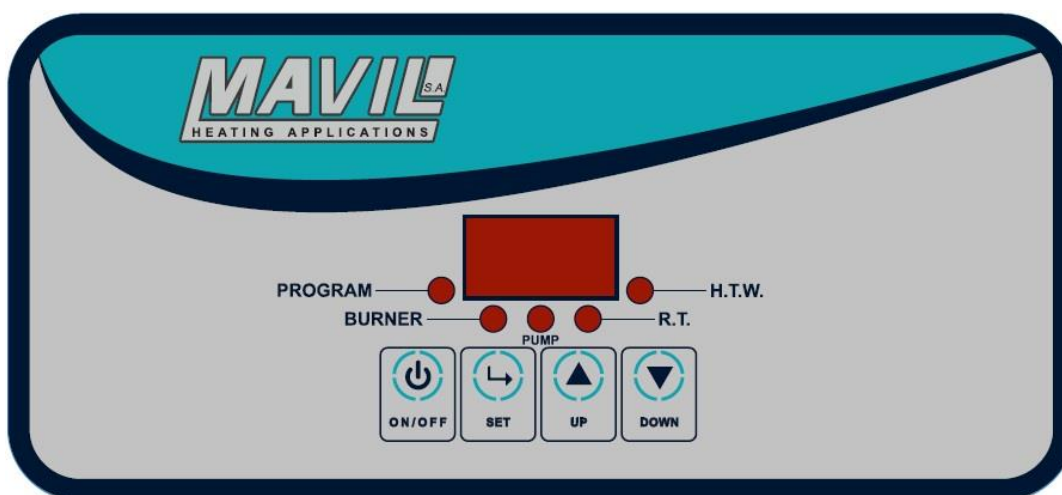 MAVIL S.A.
HEATING APPLICATIONS
PROGRAM
H.T.W.
BURNER
R.T.
PUMP
ON/OFF
SET
UP
DOWN